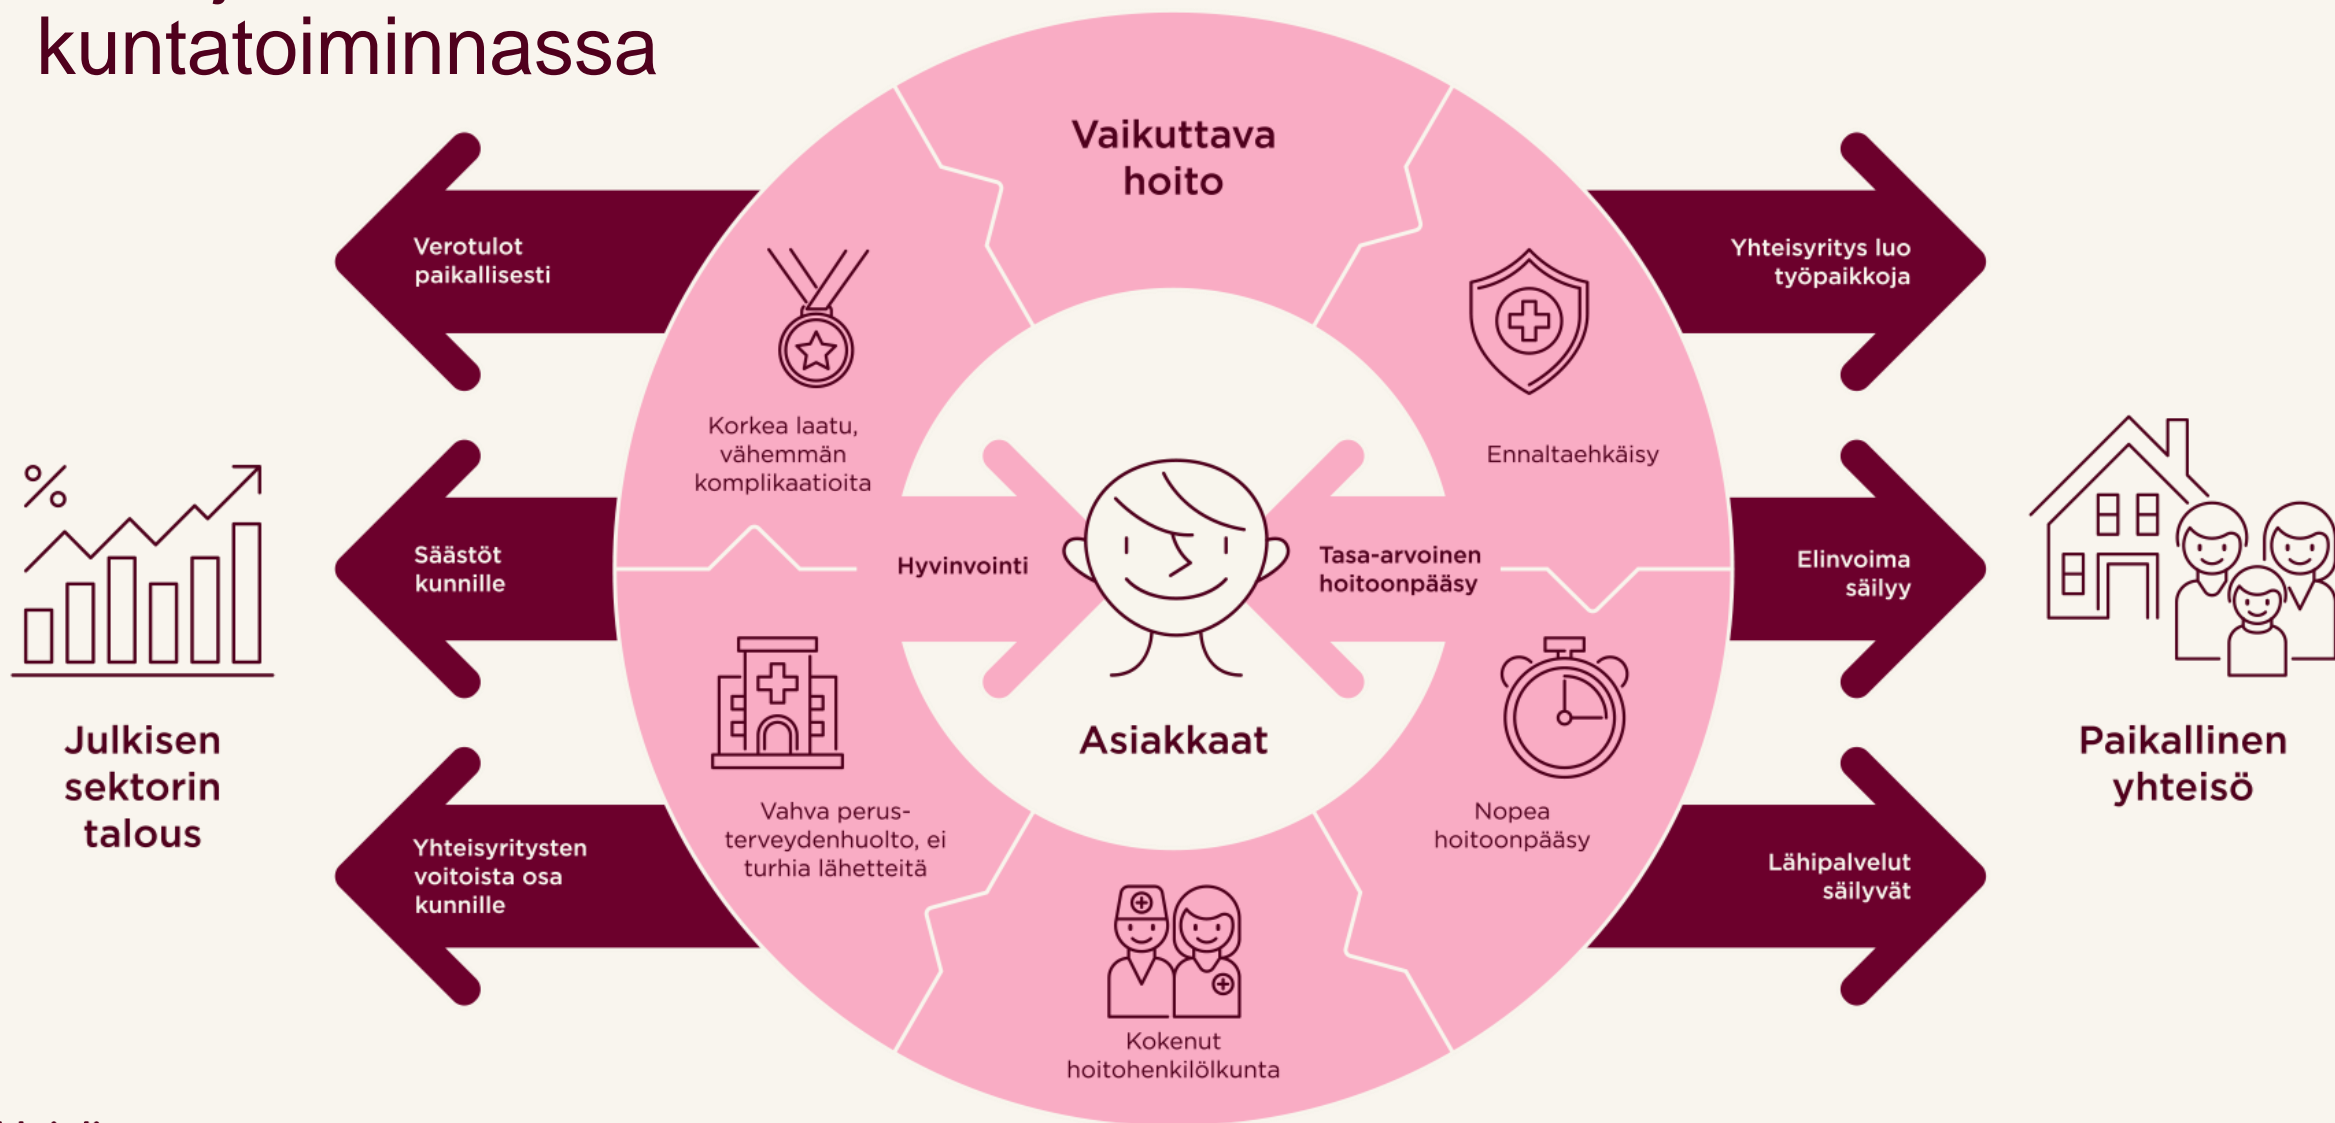 kuntatoiminnassa
Vaikuttava
hoito
Verotulot
paikallisesti
Yhteisyritys luo
työpaikkoja
Korkea laatu,
vähemmän
komplikaatioita
Ennaltaehkäisy
%
Säästöt
kunnille
Hyvinvointi
Tasa-arvoinen
hoitoonpääsy
Elinvoima
säilyy
Julkisen
sektorin
talous
Asiakkaat
Paikallinen
yhteisö
Vahva perus-
terveydenhuolto, ei
turhia lähetteitä
Nopea
hoitoonpääsy
Yhteisyritysten
voitoista osa
kunnille
Lähipalvelut
säilyvät
Kokenut
hoitohenkilölkunta